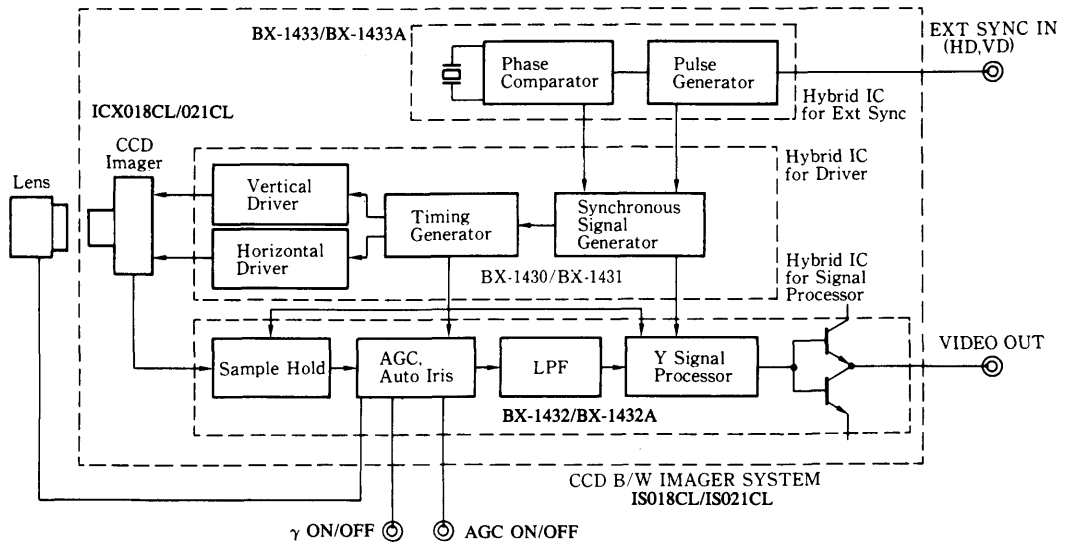 BX-1433/BX-1433A
EXT SYNC IN
(HD,VD)
Phase
Comparator
Pulse
Generator
Hybrid IC
for Ext Sync
ICX018CL/021CL
CCD
Imager
Lens
Vertical
Driver
Horizontal
Driver
Timing
Generator
Synchronous
Signal
Generator
Hybrid IC
for Driver
BX-1430/BX-1431
Hybrid IC
for Signal
Processor
Sample Hold
AGC,
Auto Iris
LPF
Y Signal
Processor
VIDEO OUT
BX-1432/BX-1432A
CCD B/W IMAGER SYSTEM
IS018CL/IS021CL
γ ON/OFF
AGC ON/OFF